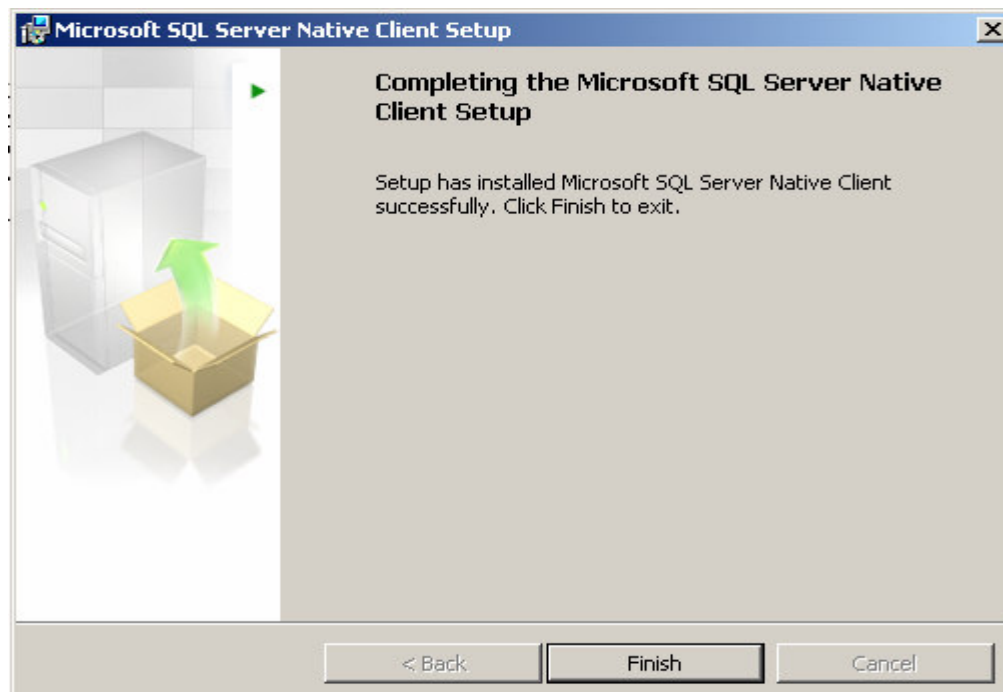 Microsoft SQL Server Native Client Setup
Completing the Microsoft SQL Server Native
Client Setup
Setup has installed Microsoft SQL Server Native Client
successfully. Click Finish to exit.
< Back
Finish
Cancel